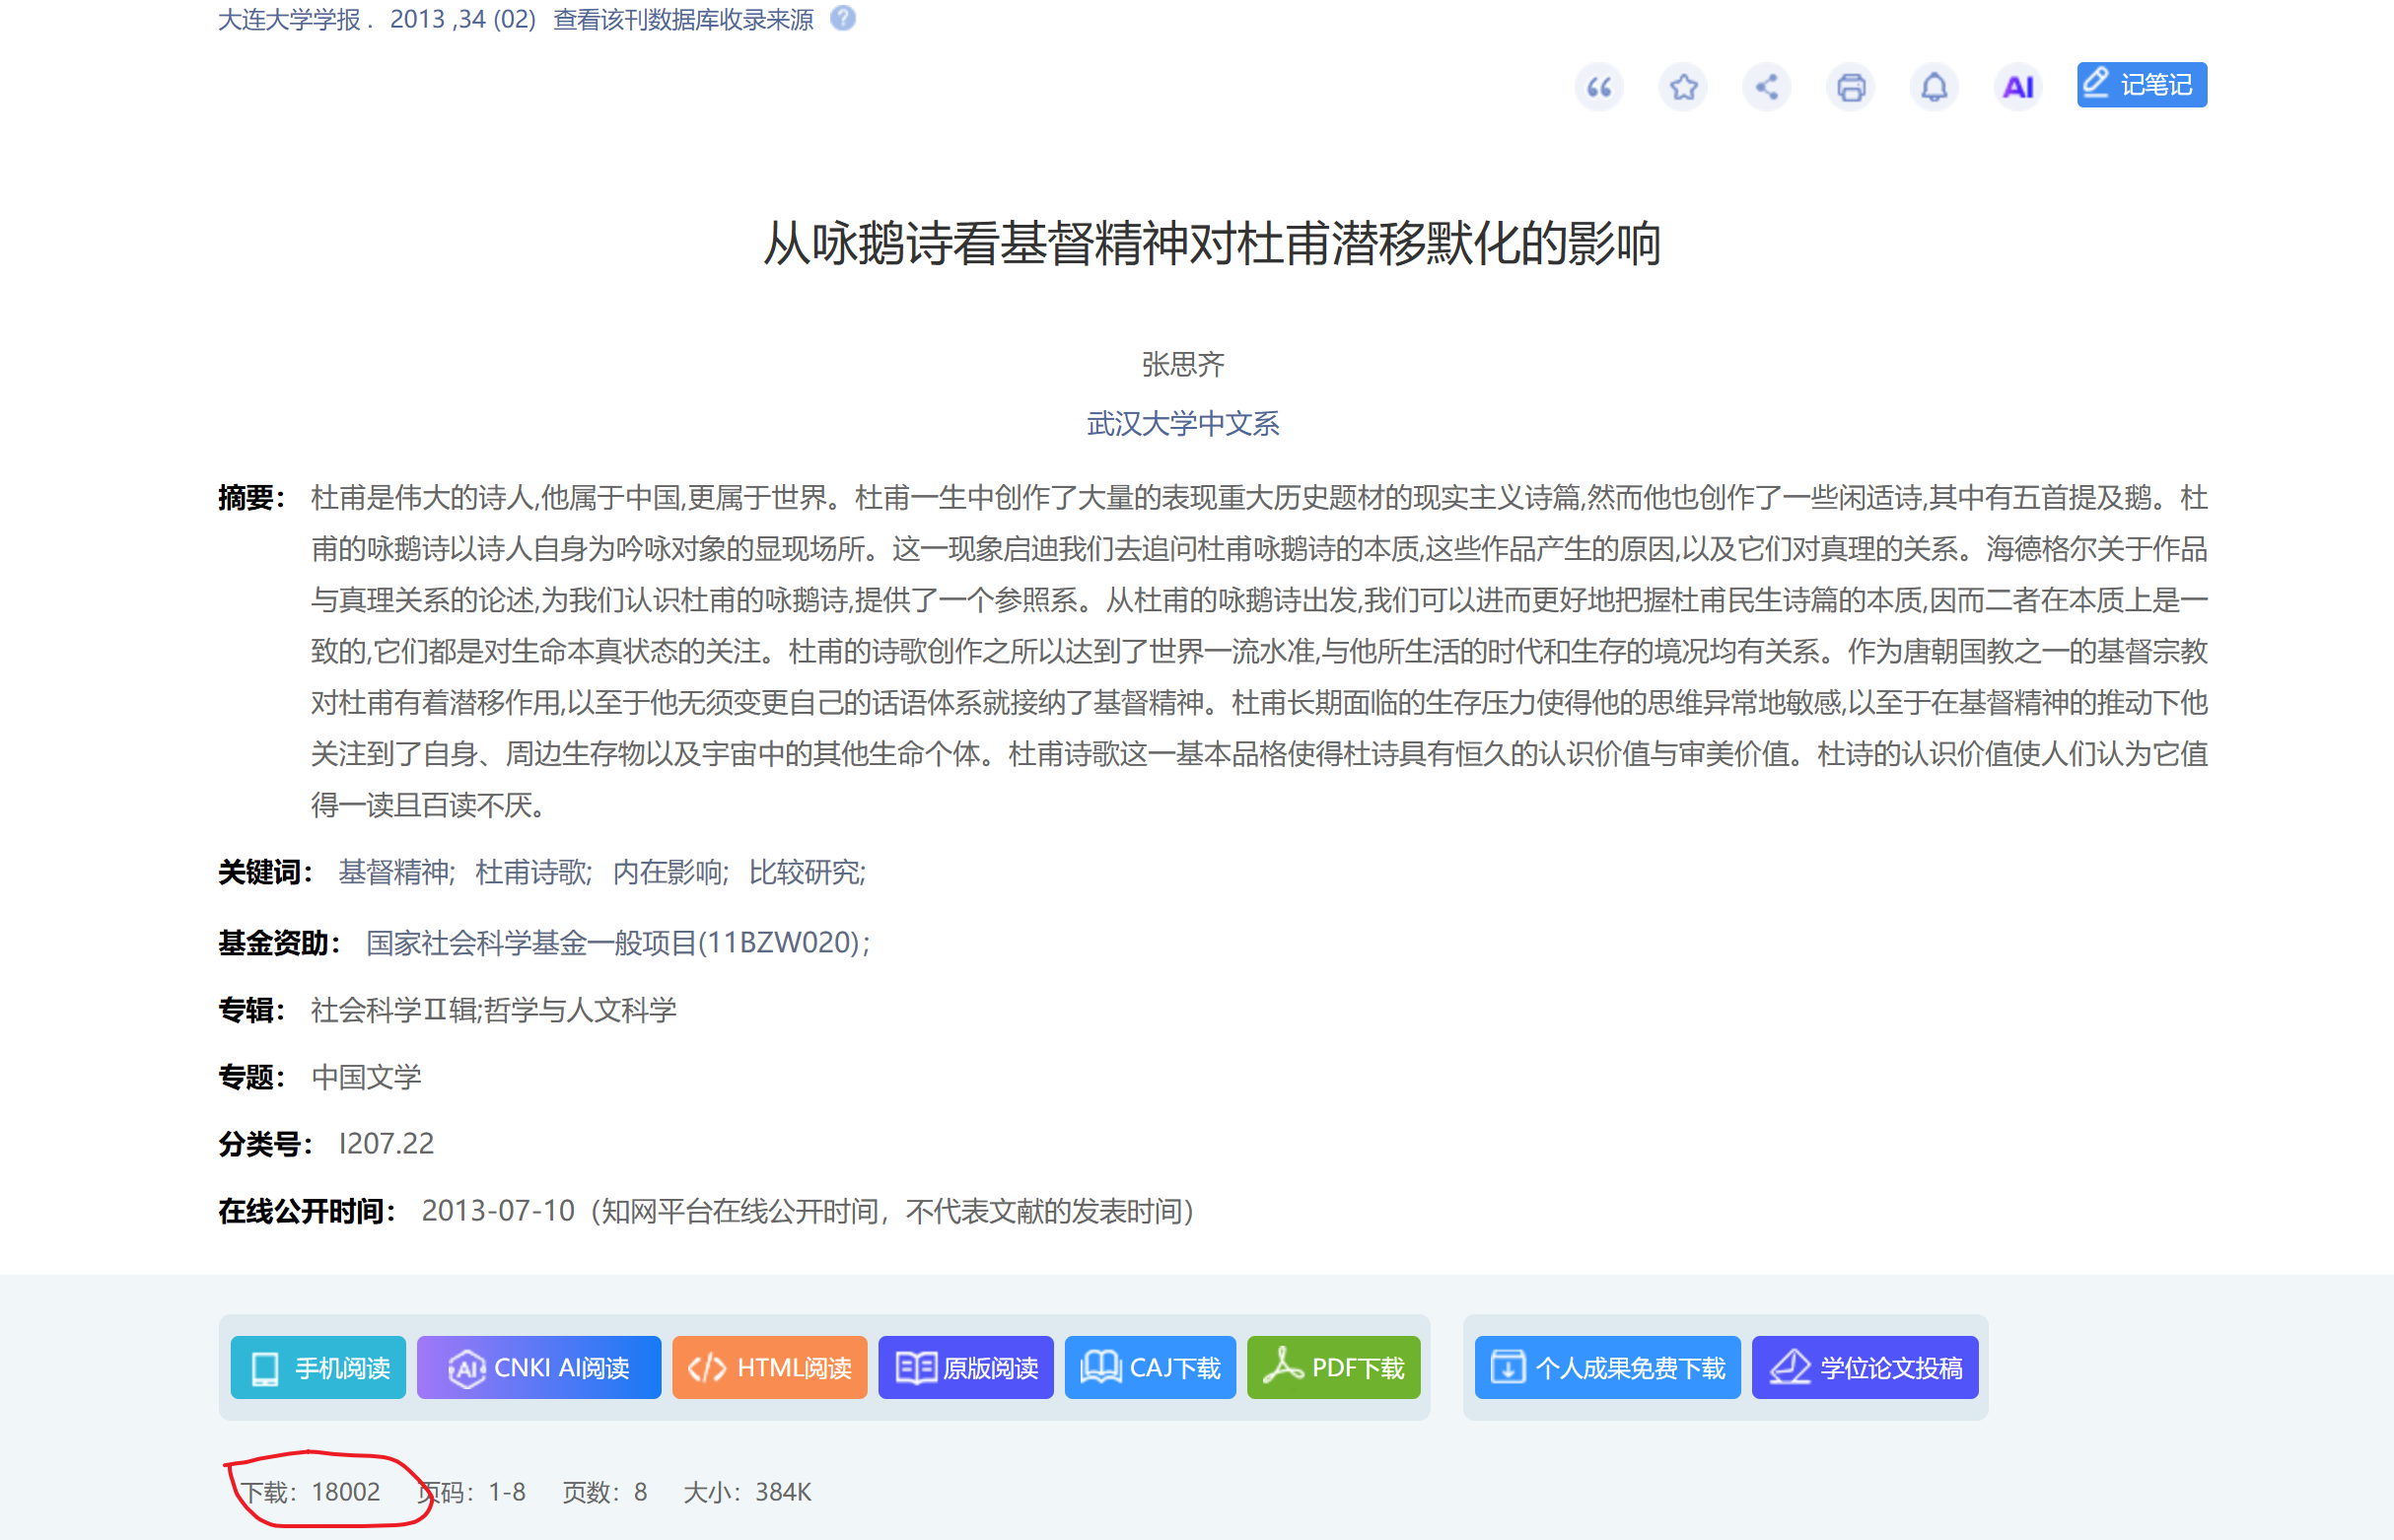 大连大学学报 . 2013 ,34 (02) 查看该刊数据库收录来源 ?
AI 记笔记
从咏鹅诗看基督精神对杜甫潜移默化的影响
张思齐
武汉大学中文系
摘要： 杜甫是伟大的诗人,他属于中国,更属于世界。杜甫一生中创作了大量的表现重大历史题材的现实主义诗篇,然而他也创作了一些闲适诗,其中有五首提及鹅。杜
甫的咏鹅诗以诗人自身为吟咏对象的显现场所。这一现象启迪我们去追问杜甫咏鹅诗的本质,这些作品产生的原因,以及它们对真理的关系。海德格尔关于作品
与真理关系的论述,为我们认识杜甫的咏鹅诗,提供了一个参照系。从杜甫的咏鹅诗出发,我们可以进而更好地把握杜甫民生诗篇的本质,因而二者在本质上是一
致的,它们都是对生命本真状态的关注。杜甫的诗歌创作之所以达到了世界一流水准,与他所生活的时代和生存的境况均有关系。作为唐朝国教之一的基督宗教
对杜甫有着潜移作用,以至于他无须变更自己的话语体系就接纳了基督精神。杜甫长期面临的生存压力使得他的思维异常地敏感,以至于在基督精神的推动下他
关注到了自身、周边生存物以及宇宙中的其他生命个体。杜甫诗歌这一基本品格使得杜诗具有恒久的认识价值与审美价值。杜诗的认识价值使人们认为它值
得一读且百读不厌。
关键词： 基督精神; 杜甫诗歌; 内在影响; 比较研究;
基金资助： 国家社会科学基金一般项目(11BZW020)；
专辑： 社会科学Ⅱ辑;哲学与人文科学
专题： 中国文学
分类号： I207.22
在线公开时间： 2013-07-10（知网平台在线公开时间，不代表文献的发表时间）
手机阅读 AI CNKI AI阅读 HTML阅读 原版阅读 CAJ下载 PDF下载 个人成果免费下载 学位论文投稿
下载：18002 页码：1-8 页数：8 大小：384K